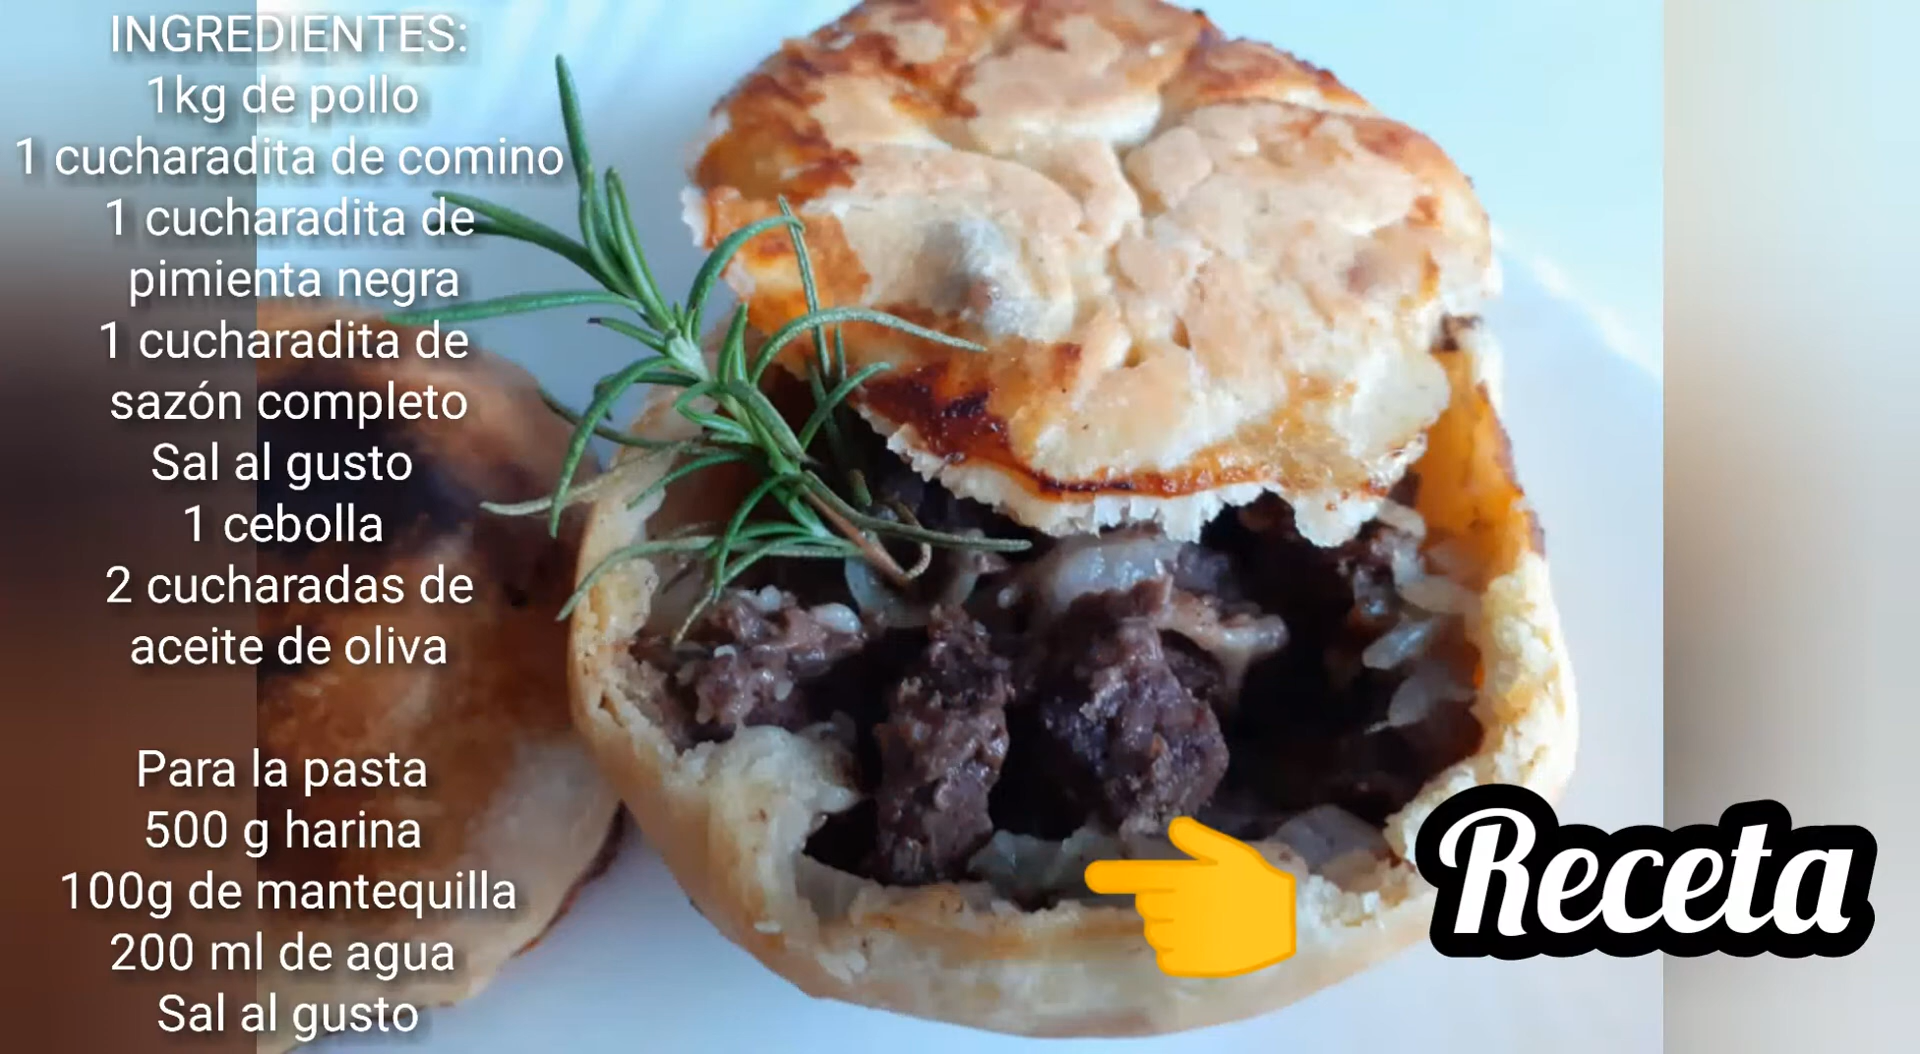 INGREDIENTES:
1kg de pollo
1 cucharadita de comino
1 cucharadita de
pimienta negra
1 cucharadita de
sazón completo
Sal al gusto
1 cebolla
2 cucharadas de
aceite de oliva
Para la pasta
500 g harina
100g de mantequilla
200 ml de agua
Sal al gusto
Receta